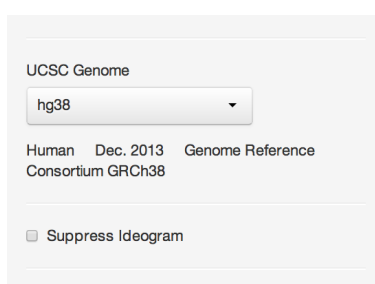 UCSC Genome
hg38
Human Dec. 2013 Genome Reference
Consortium GRCh38
Suppress Ideogram